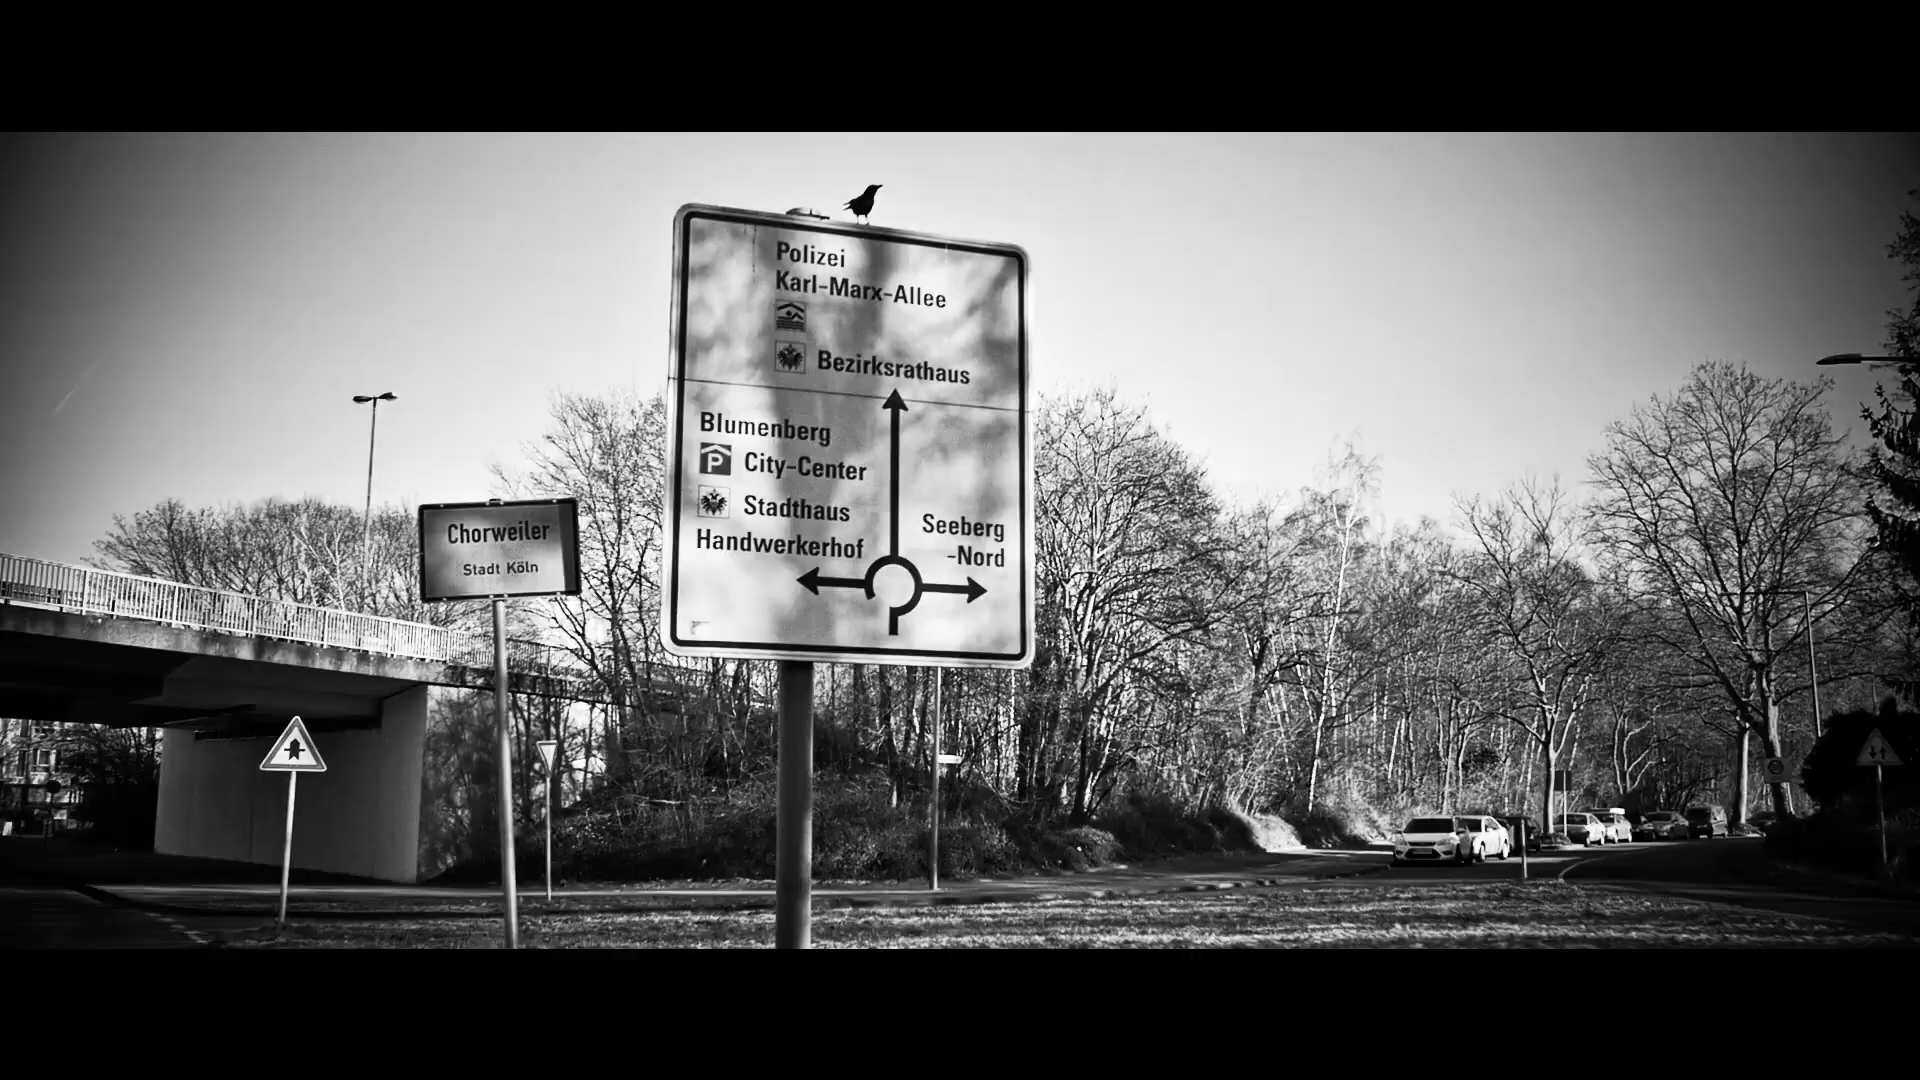 Polizei
Karl-Marx-Allee
Bezirksrathaus
Blumenberg
P City-Center
Stadthaus
Handwerkerhof
Seeberg
-Nord
Chorweiler
Stadt Köln